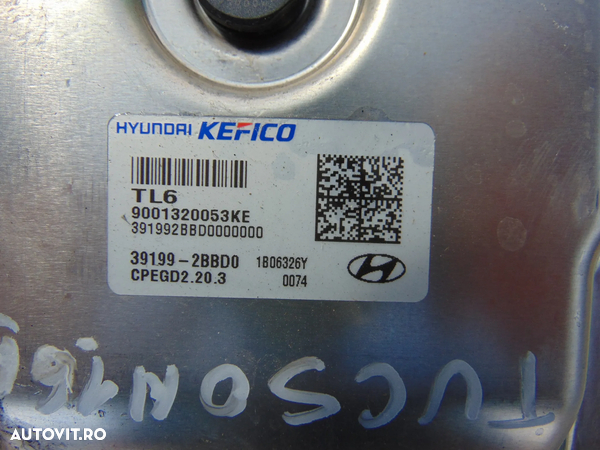 HYUNDAI KEFICO
TL6
9001320053KE
391992BBD0000000
39199-2BBD0 1B06326Y
CPEGD2.20.3 0074
TUCSON
AUTOVIT.RO